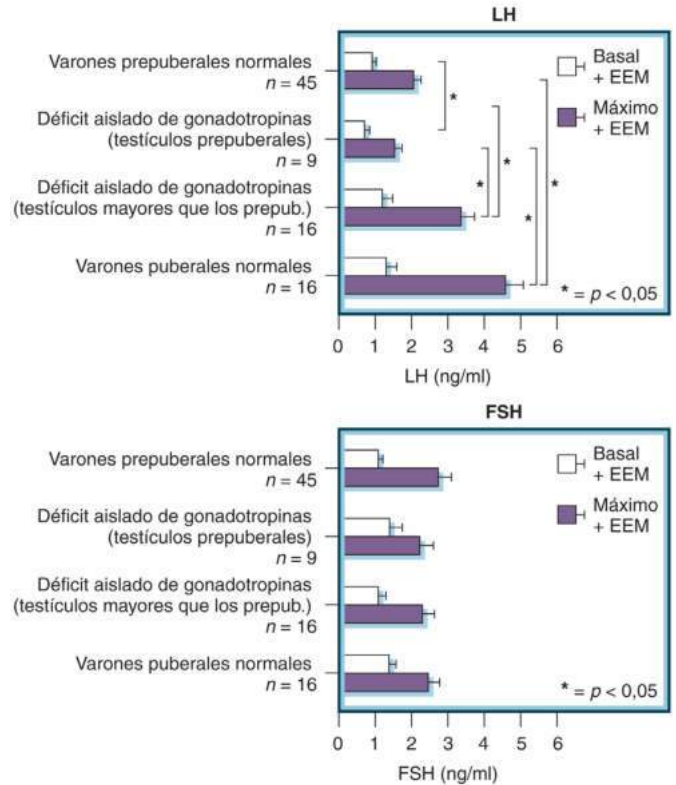 LH
Varones prepuberales normales
n = 45
Déficit aislado de gonadotropinas
(testículos prepuberales)
n = 9
Déficit aislado de gonadotropinas
(testículos mayores que los prepub.)
n = 16
Varones puberales normales
n = 16
Basal
+ EEM
Máximo
+ EEM
*
*
*
*
*
* = p < 0,05
0 1 2 3 4 5 6
LH (ng/ml)
FSH
Varones prepuberales normales
n = 45
Déficit aislado de gonadotropinas
(testículos prepuberales)
n = 9
Déficit aislado de gonadotropinas
(testículos mayores que los prepub.)
n = 16
Varones puberales normales
n = 16
Basal
+ EEM
Máximo
+ EEM
* = p < 0,05
0 1 2 3 4 5 6
FSH (ng/ml)